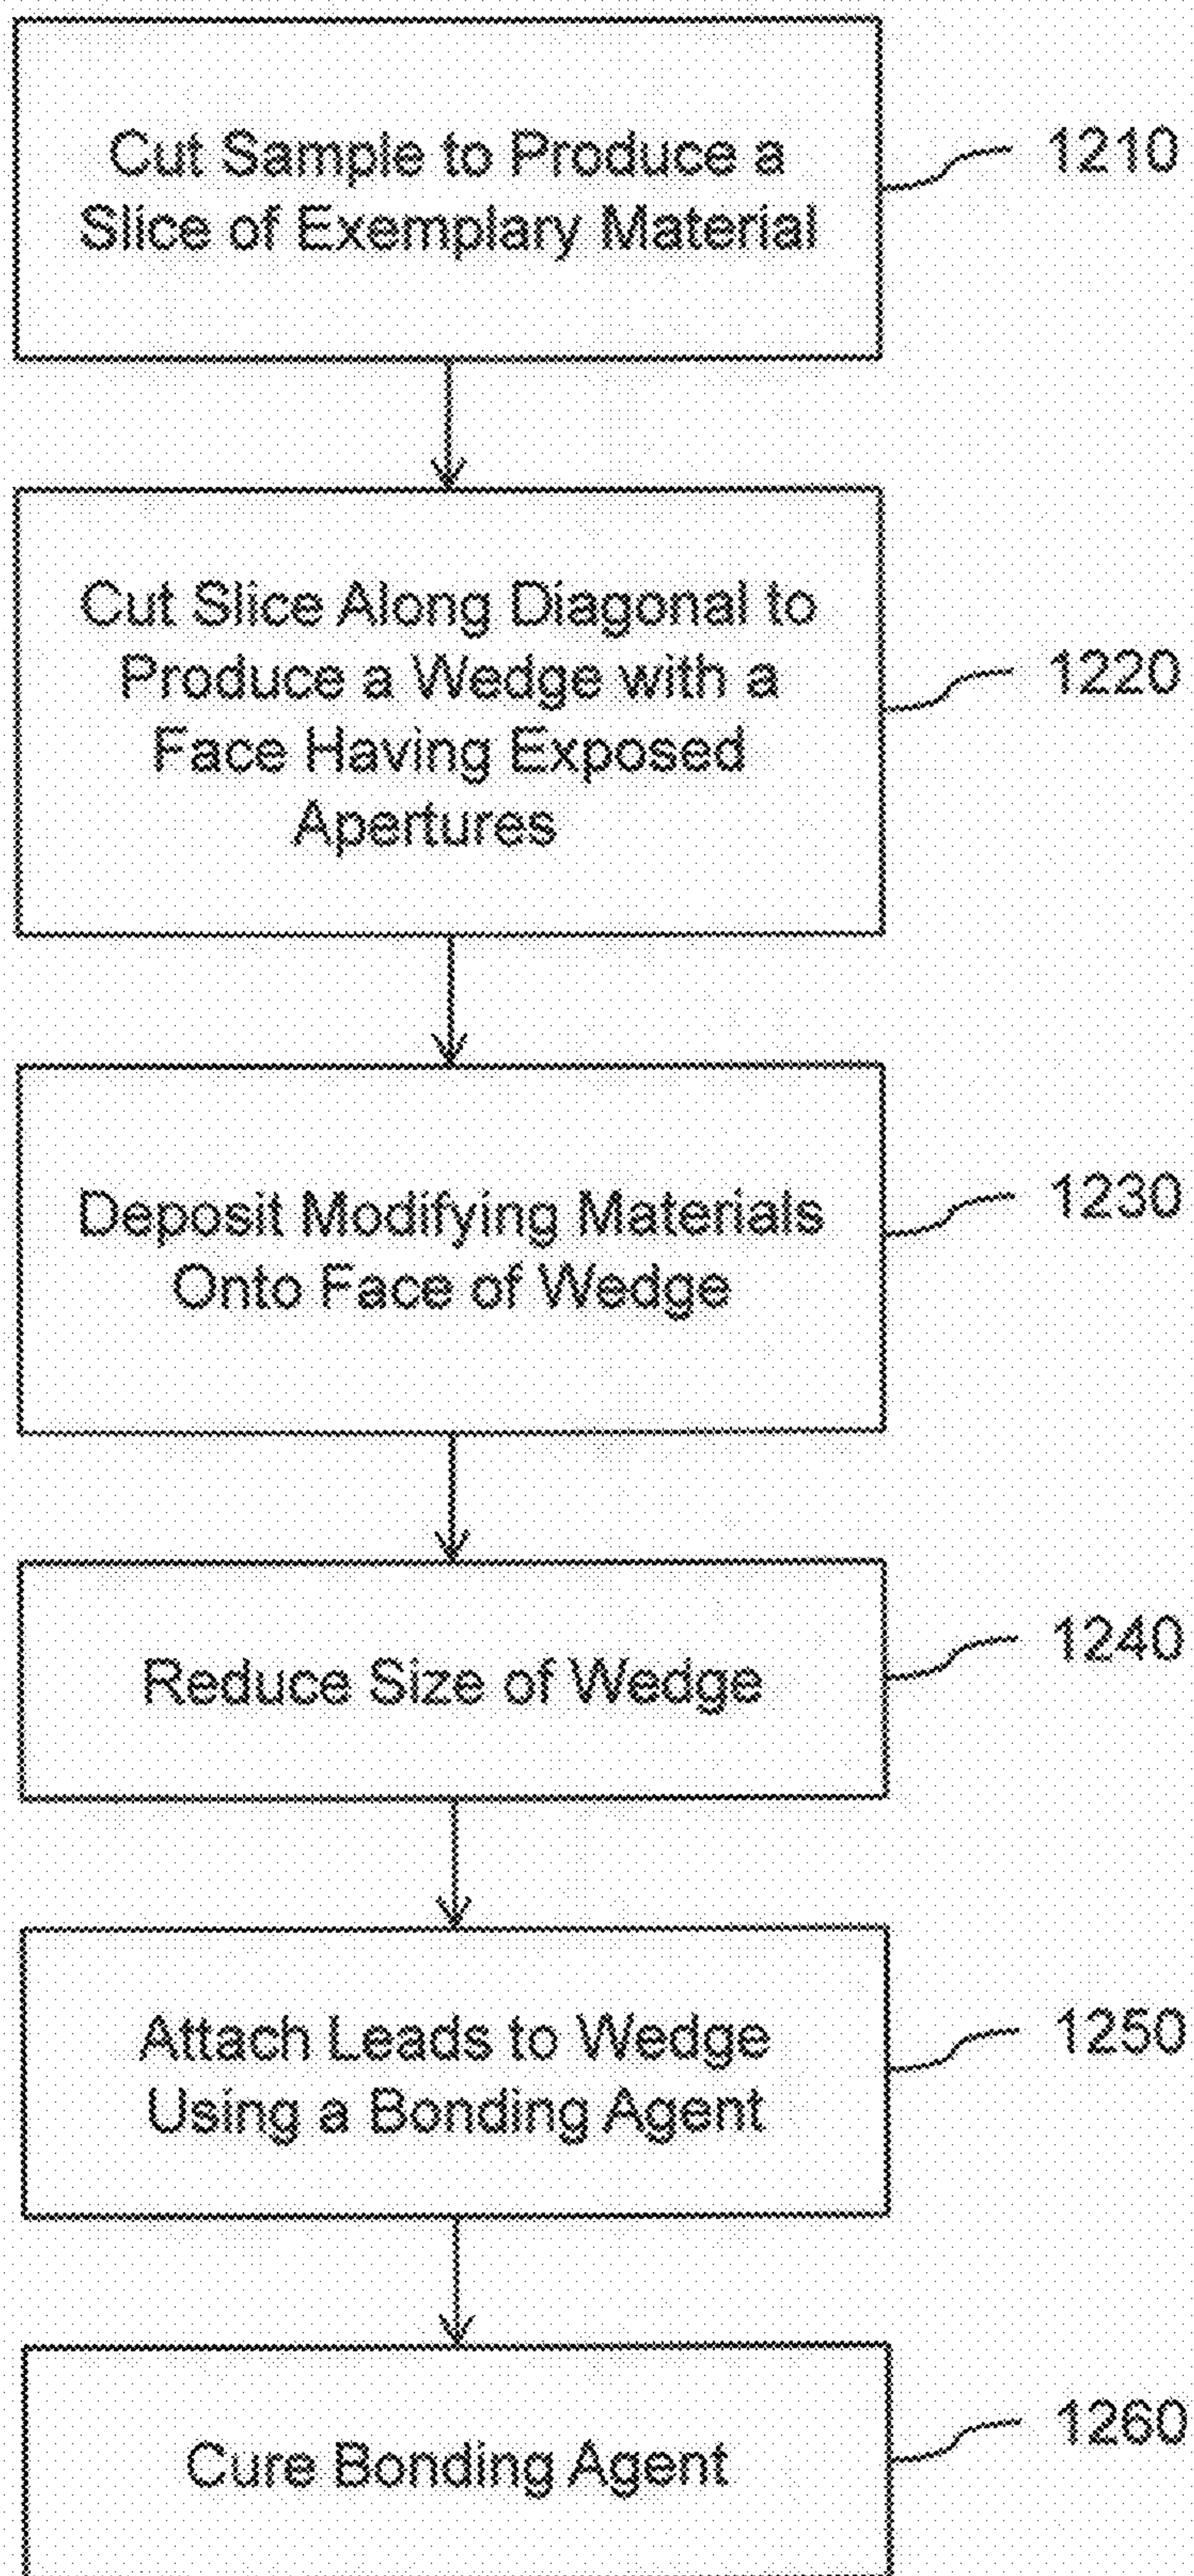 Cut Sample to Produce a
Slice of Exemplary Material
1210
Cut Slice Along Diagonal to
Produce a Wedge with a
Face Having Exposed
Apertures
1220
Deposit Modifying Materials
Onto Face of Wedge
1230
Reduce Size of Wedge
1240
Attach Leads to Wedge
Using a Bonding Agent
1250
Cure Bonding Agent
1260